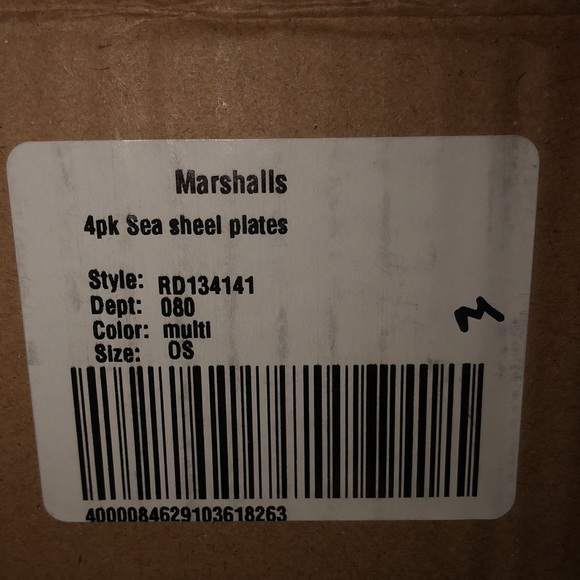 Marshalls
4pk Sea sheel plates
Style: RD134141
Dept: 080
Color: multi
Size: OS
4000084629103618263